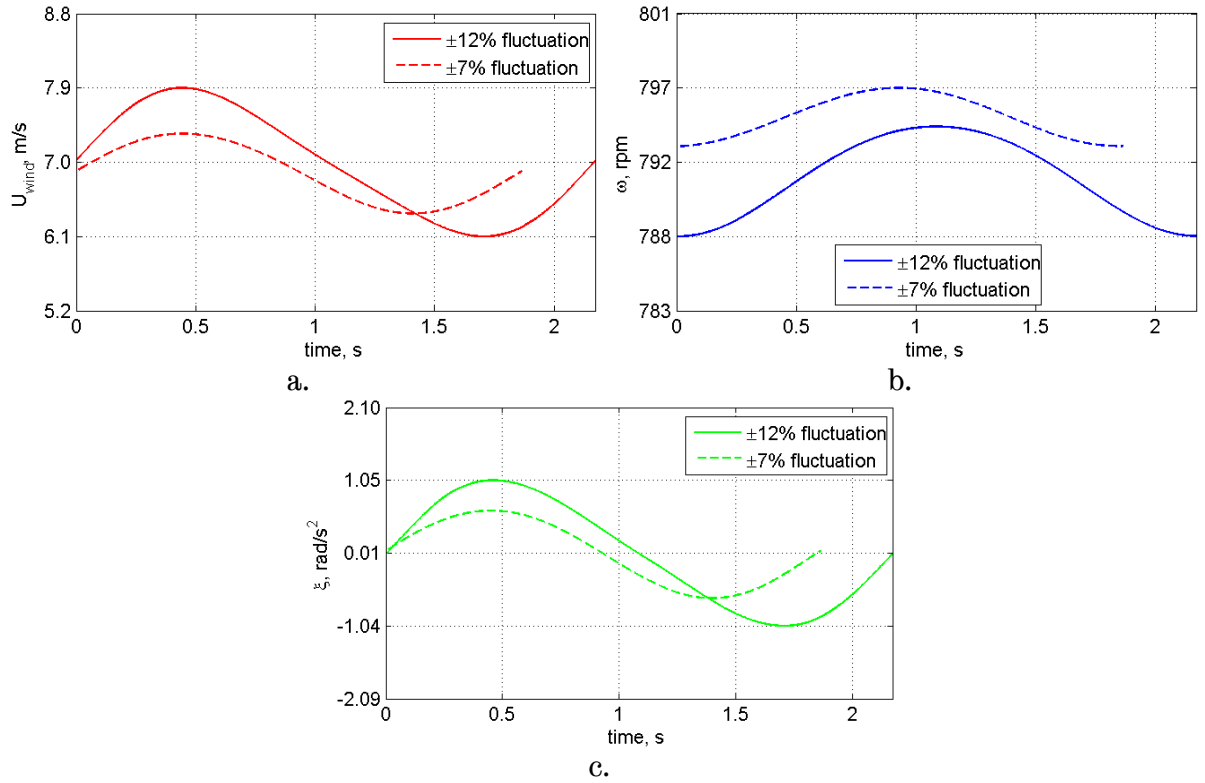 8.8
7.9
7.0
6.1
5.2
U_wind, m/s
±12% fluctuation
±7% fluctuation
0
0.5
1
1.5
2
time, s
a.
801
797
792
788
783
ω, rpm
±12% fluctuation
±7% fluctuation
0
0.5
1
1.5
2
time, s
b.
2.10
1.05
0.01
-1.04
-2.09
ξ, rad/s²
±12% fluctuation
±7% fluctuation
0
0.5
1
1.5
2
time, s
c.